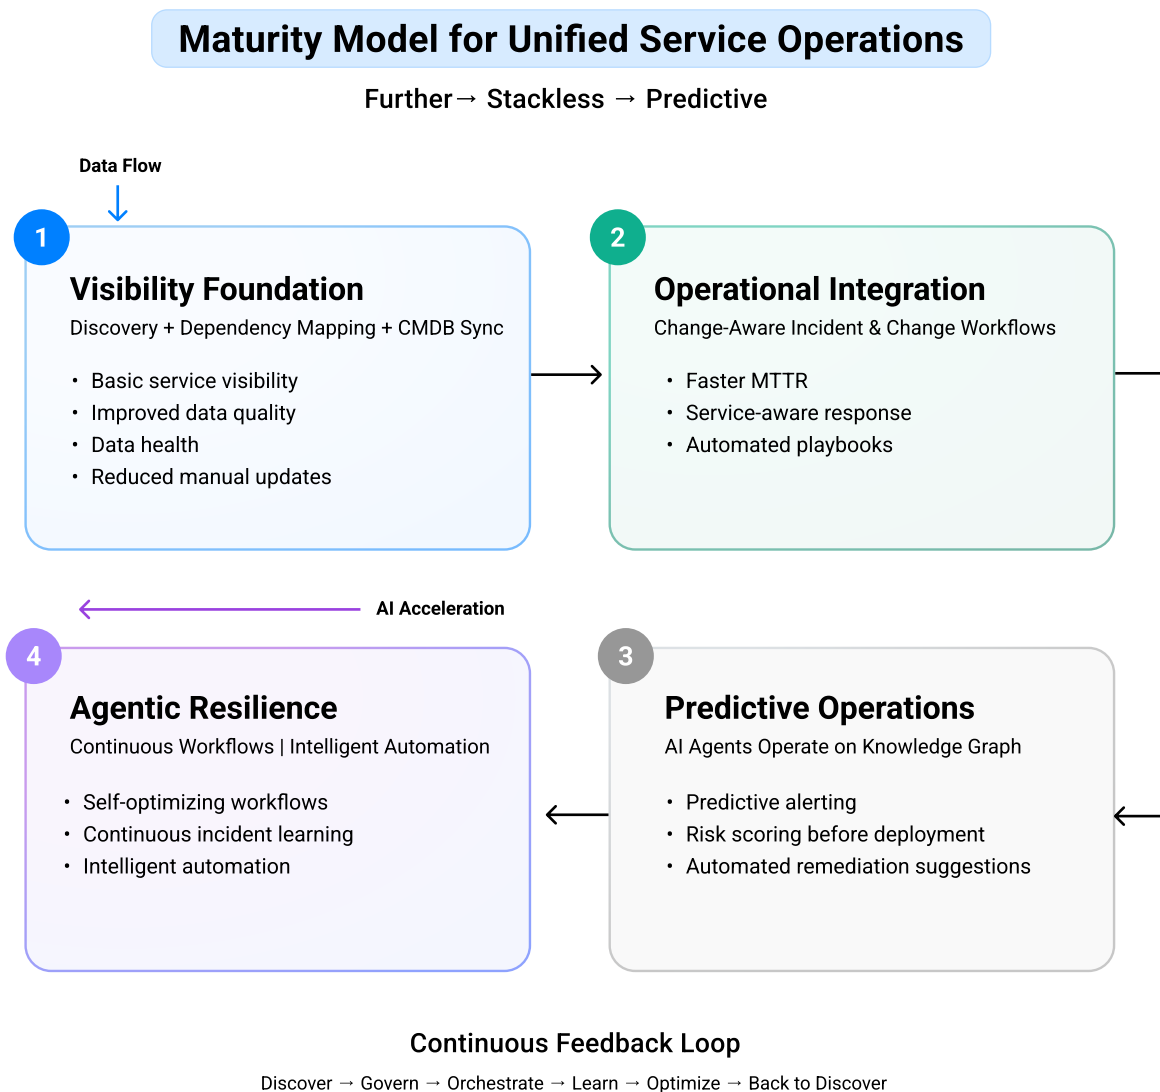 Maturity Model for Unified Service Operations
Further→ Stackless → Predictive
Data Flow
1
Visibility Foundation
Discovery + Dependency Mapping + CMDB Sync
• Basic service visibility
• Improved data quality
• Data health
• Reduced manual updates
2
Operational Integration
Change-Aware Incident & Change Workflows
• Faster MTTR
• Service-aware response
• Automated playbooks
AI Acceleration
4
Agentic Resilience
Continuous Workflows | Intelligent Automation
• Self-optimizing workflows
• Continuous incident learning
• Intelligent automation
3
Predictive Operations
AI Agents Operate on Knowledge Graph
• Predictive alerting
• Risk scoring before deployment
• Automated remediation suggestions
Continuous Feedback Loop
Discover → Govern → Orchestrate → Learn → Optimize → Back to Discover